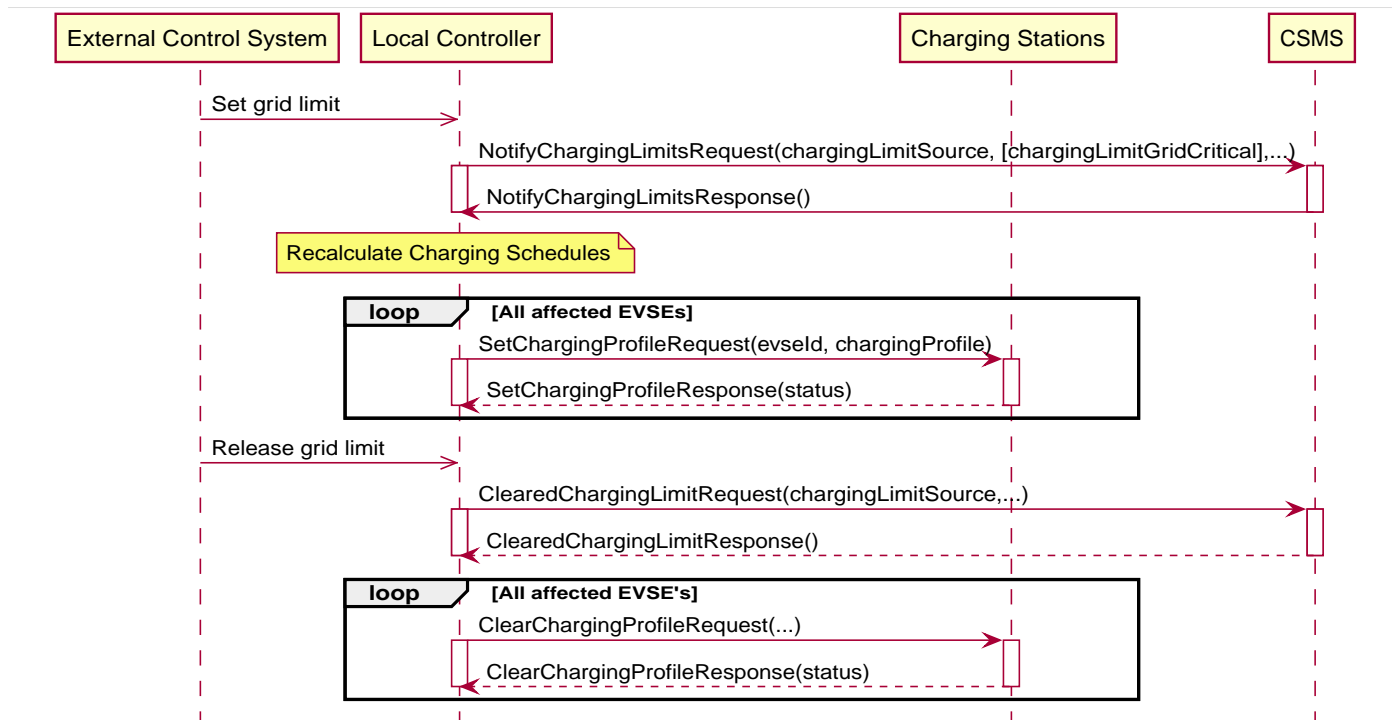 External Control System
Local Controller
Charging Stations
CSMS
Set grid limit
NotifyChargingLimitsRequest(chargingLimitSource, [chargingLimitGridCritical],...)
NotifyChargingLimitsResponse()
Recalculate Charging Schedules
loop
[All affected EVSEs]
SetChargingProfileRequest(evseId, chargingProfile)
SetChargingProfileResponse(status)
Release grid limit
ClearedChargingLimitRequest(chargingLimitSource,...)
ClearedChargingLimitResponse()
loop
[All affected EVSE's]
ClearChargingProfileRequest(...)
ClearChargingProfileResponse(status)